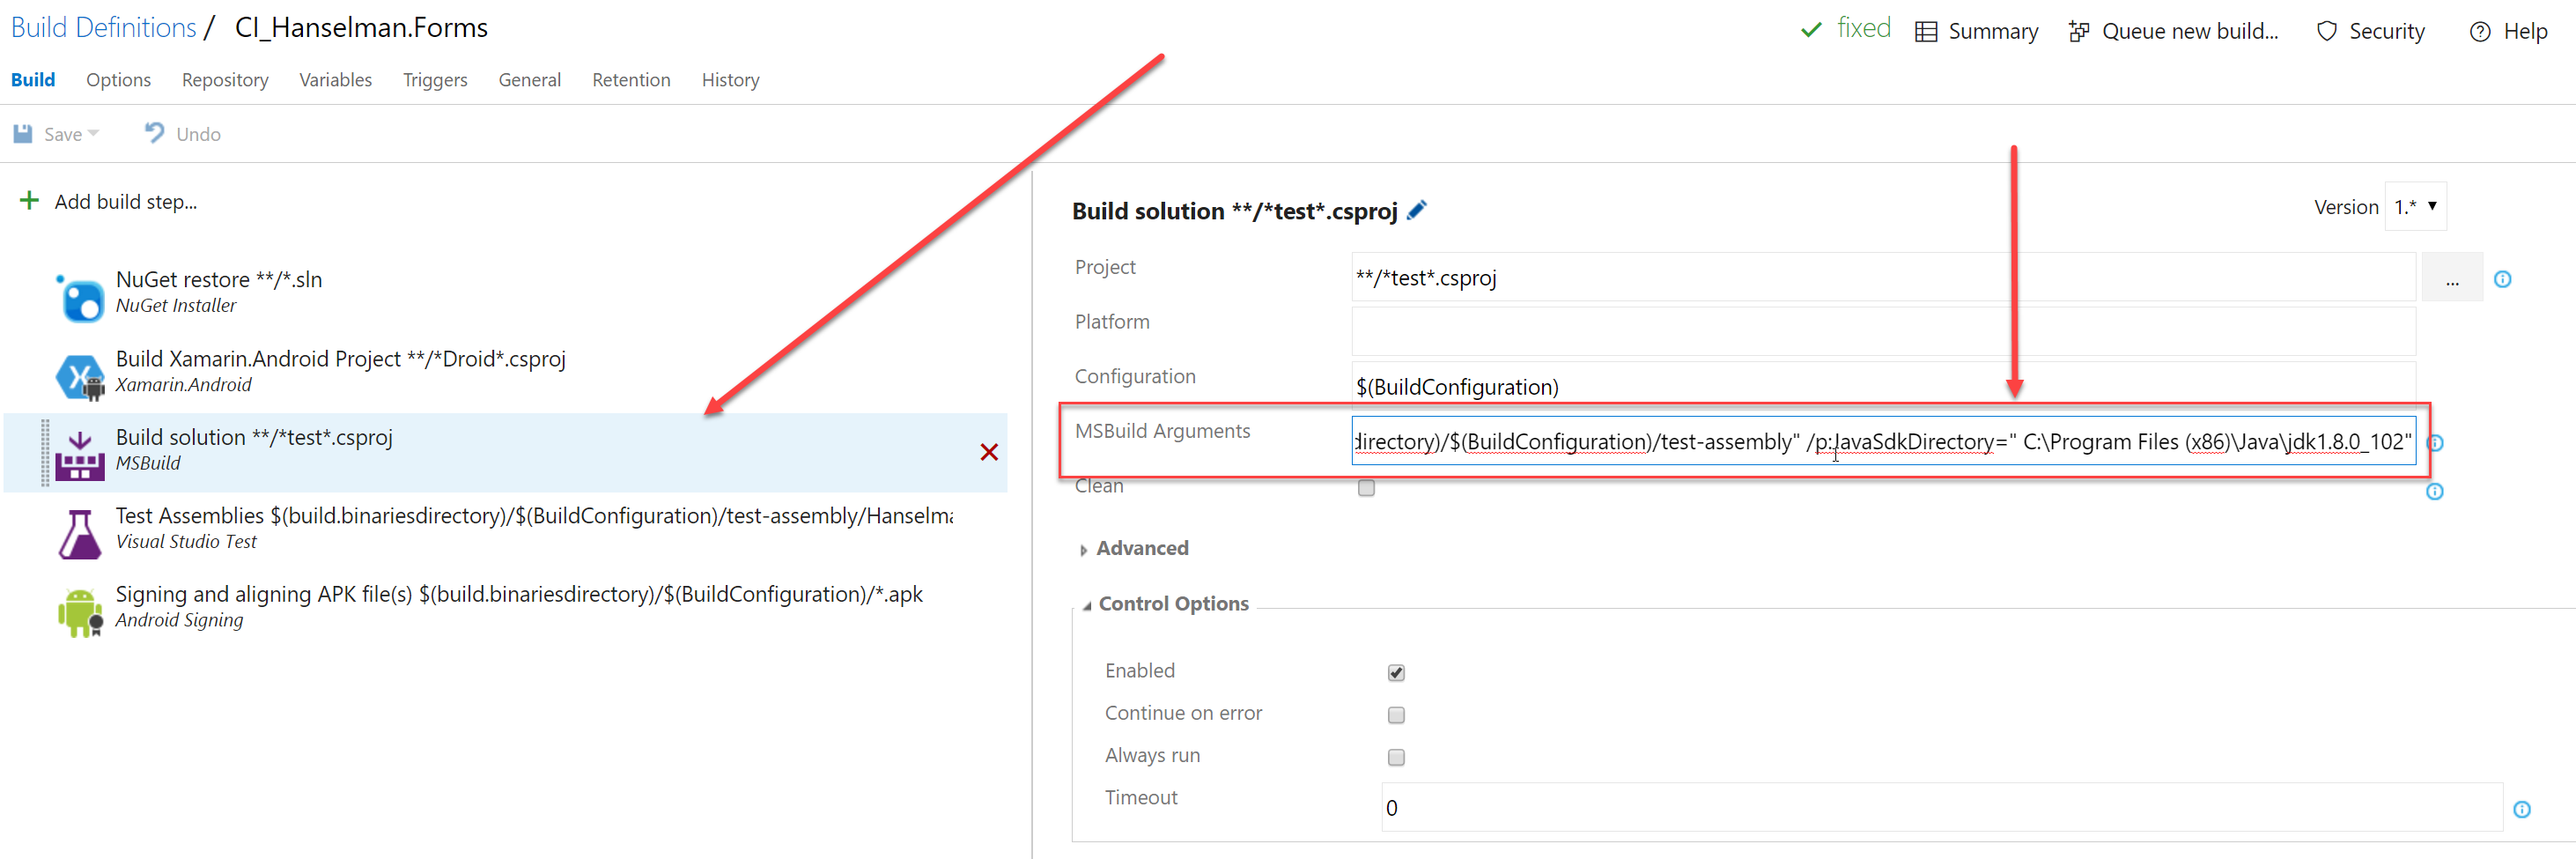 Build Definitions / CI_Hanselman.Forms
fixed Summary Queue new build... Security Help
Build Options Repository Variables Triggers General Retention History
Save Undo
Add build step...
NuGet restore **/*.sln
NuGet Installer
Build Xamarin.Android Project **/*Droid*.csproj
Xamarin.Android
Build solution **/*test*.csproj
MSBuild
Test Assemblies $(build.binariesdirectory)/$(BuildConfiguration)/test-assembly/Hanselma
Visual Studio Test
Signing and aligning APK file(s) $(build.binariesdirectory)/$(BuildConfiguration)/*.apk
Android Signing
Build solution **/*test*.csproj
Version 1.*
Project **/*test*.csproj ...
Platform
Configuration $(BuildConfiguration)
MSBuild Arguments directory)/$(BuildConfiguration)/test-assembly" /p:JavaSdkDirectory=" C:\Program Files (x86)\Java\jdk1.8.0_102"
Clean
Advanced
Control Options
Enabled
Continue on error
Always run
Timeout 0